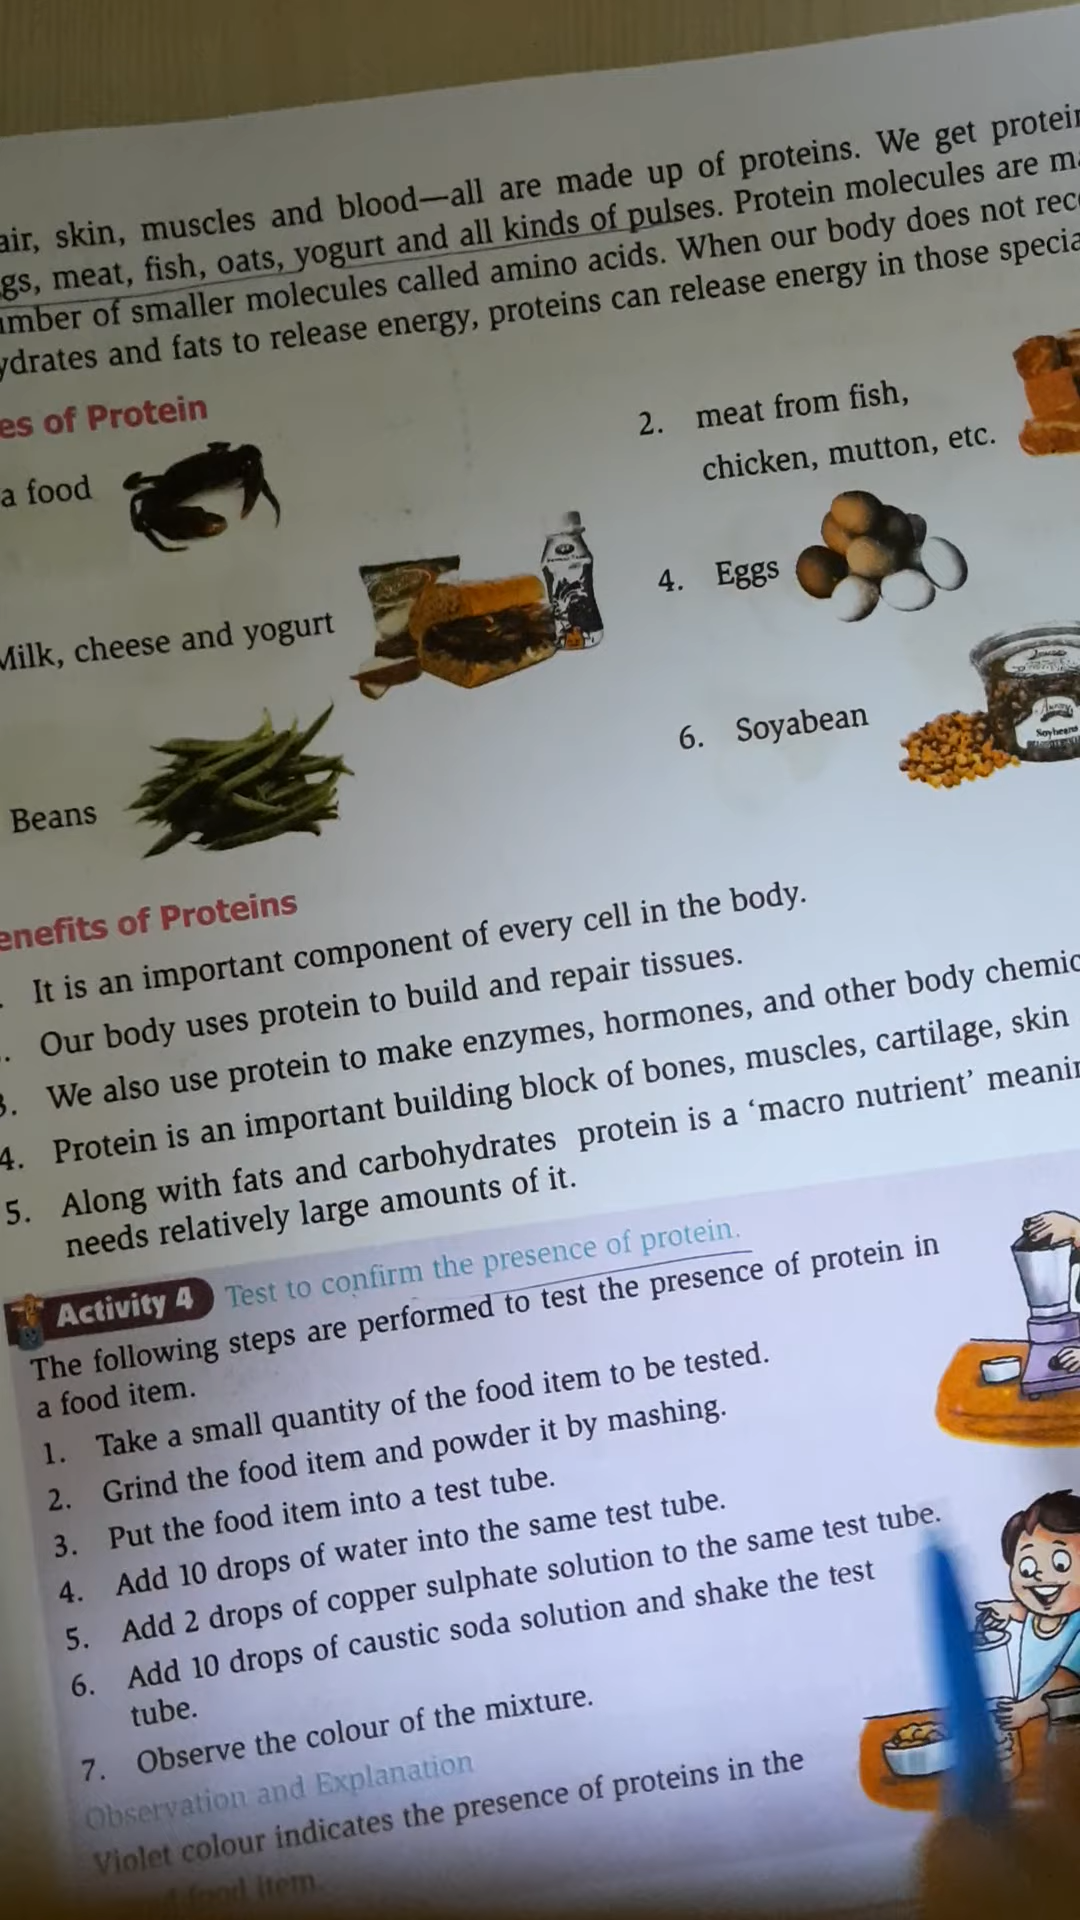 air, skin, muscles and blood—all are made up of proteins. We get protein
gs, meat, fish, oats, yogurt and all kinds of pulses. Protein molecules are ma
umber of smaller molecules called amino acids. When our body does not rec
ydrates and fats to release energy, proteins can release energy in those specia
es of Protein
a food
2. meat from fish,
chicken, mutton, etc.
Milk, cheese and yogurt
4. Eggs
Beans
6. Soyabean
Soybeans
enefits of Proteins
. It is an important component of every cell in the body.
. Our body uses protein to build and repair tissues.
3. We also use protein to make enzymes, hormones, and other body chemic
4. Protein is an important building block of bones, muscles, cartilage, skin
5. Along with fats and carbohydrates protein is a ‘macro nutrient’ meanin
needs relatively large amounts of it.
Activity 4 Test to confirm the presence of protein.
The following steps are performed to test the presence of protein in
a food item.
1. Take a small quantity of the food item to be tested.
2. Grind the food item and powder it by mashing.
3. Put the food item into a test tube.
4. Add 10 drops of water into the same test tube.
5. Add 2 drops of copper sulphate solution to the same test tube.
6. Add 10 drops of caustic soda solution and shake the test
tube.
7. Observe the colour of the mixture.
Observation and Explanation
Violet colour indicates the presence of proteins in the
food item.